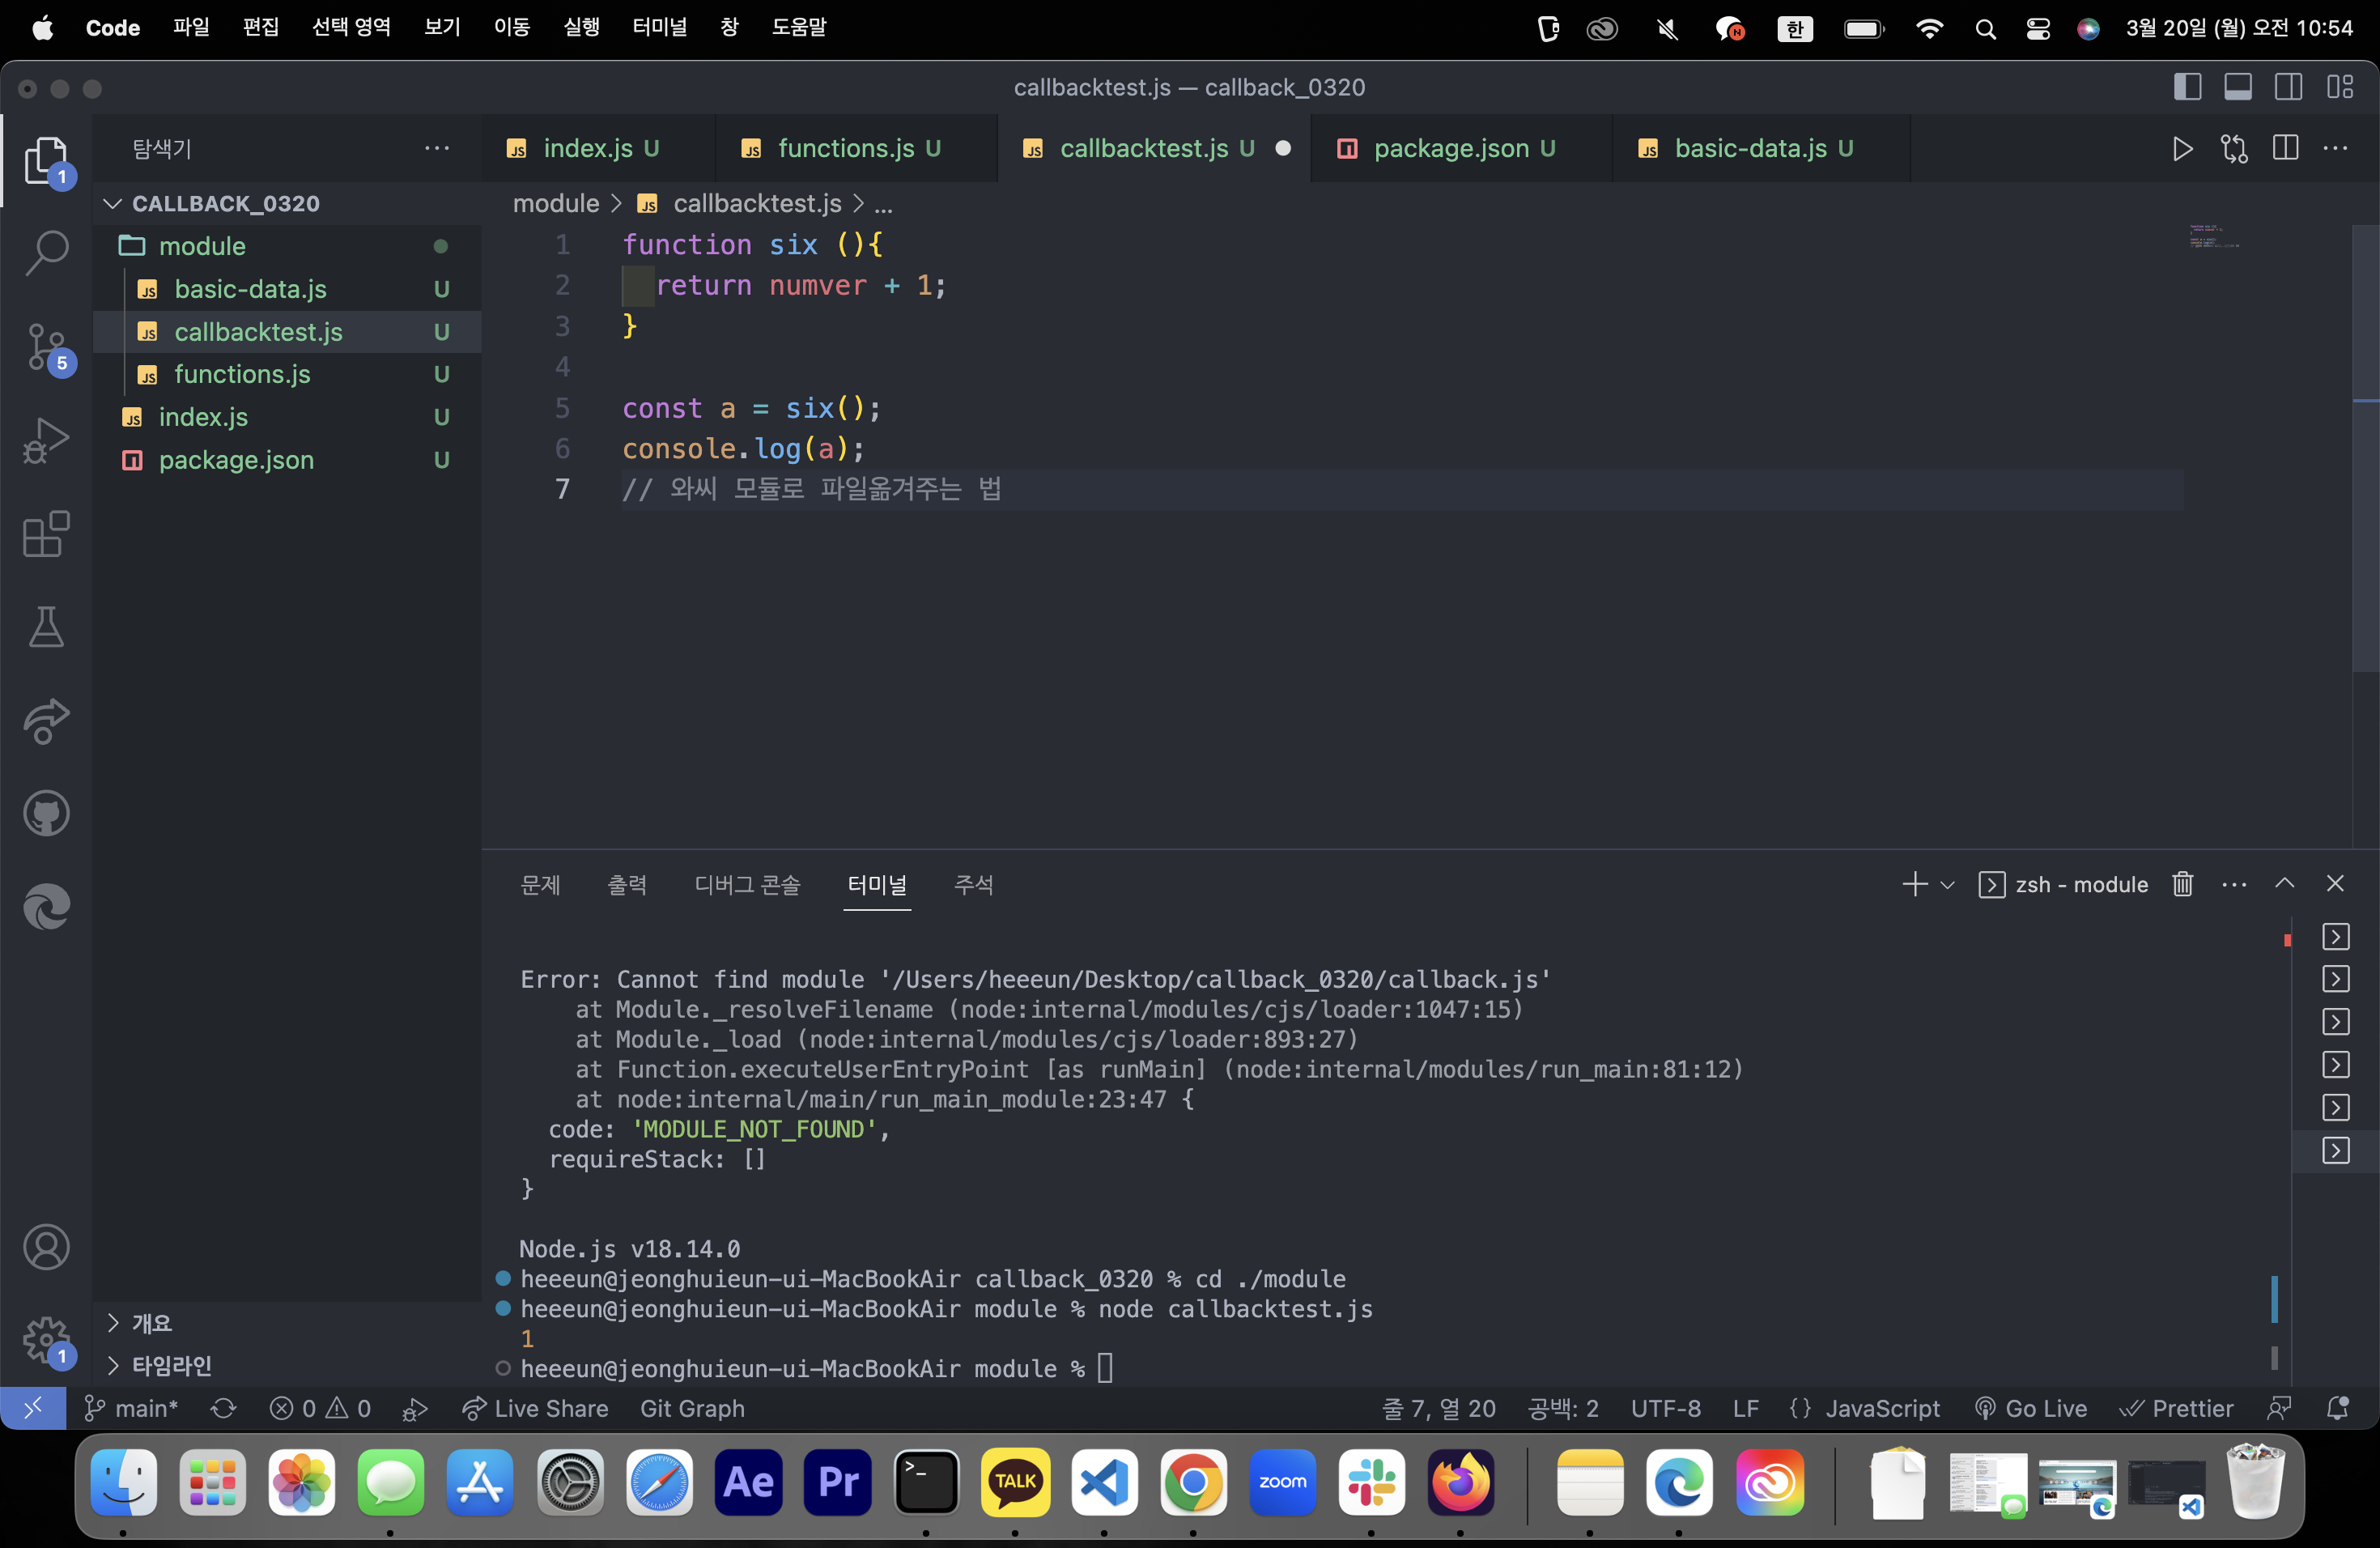 Code 파일 편집 선택 영역 보기 이동 실행 터미널 창 도움말 한 3월 20일 (월) 오전 10:54
callbacktest.js — callback_0320
탐색기
1
CALLBACK_0320
module
basic-data.js U
callbacktest.js U
functions.js U
index.js U
package.json U
5
index.js U
functions.js U
callbacktest.js U
package.json U
basic-data.js U
module > callbacktest.js > ...
1 function six (){
2 return numver + 1;
3 }
4
5 const a = six();
6 console.log(a);
7 // 와씨 모듈로 파일옮겨주는 법
문제 출력 디버그 콘솔 터미널 주석
zsh - module
Error: Cannot find module '/Users/heeeun/Desktop/callback_0320/callback.js'
at Module._resolveFilename (node:internal/modules/cjs/loader:1047:15)
at Module._load (node:internal/modules/cjs/loader:893:27)
at Function.executeUserEntryPoint [as runMain] (node:internal/modules/run_main:81:12)
at node:internal/main/run_main_module:23:47 {
code: 'MODULE_NOT_FOUND',
requireStack: []
}
Node.js v18.14.0
heeeun@jeonghuieun-ui-MacBookAir callback_0320 % cd ./module
heeeun@jeonghuieun-ui-MacBookAir module % node callbacktest.js
1
heeeun@jeonghuieun-ui-MacBookAir module %
개요
타임라인
1
main* 0 0 Live Share Git Graph 줄 7, 열 20 공백: 2 UTF-8 LF {} JavaScript Go Live Prettier
Ae Pr >_ TALK zoom